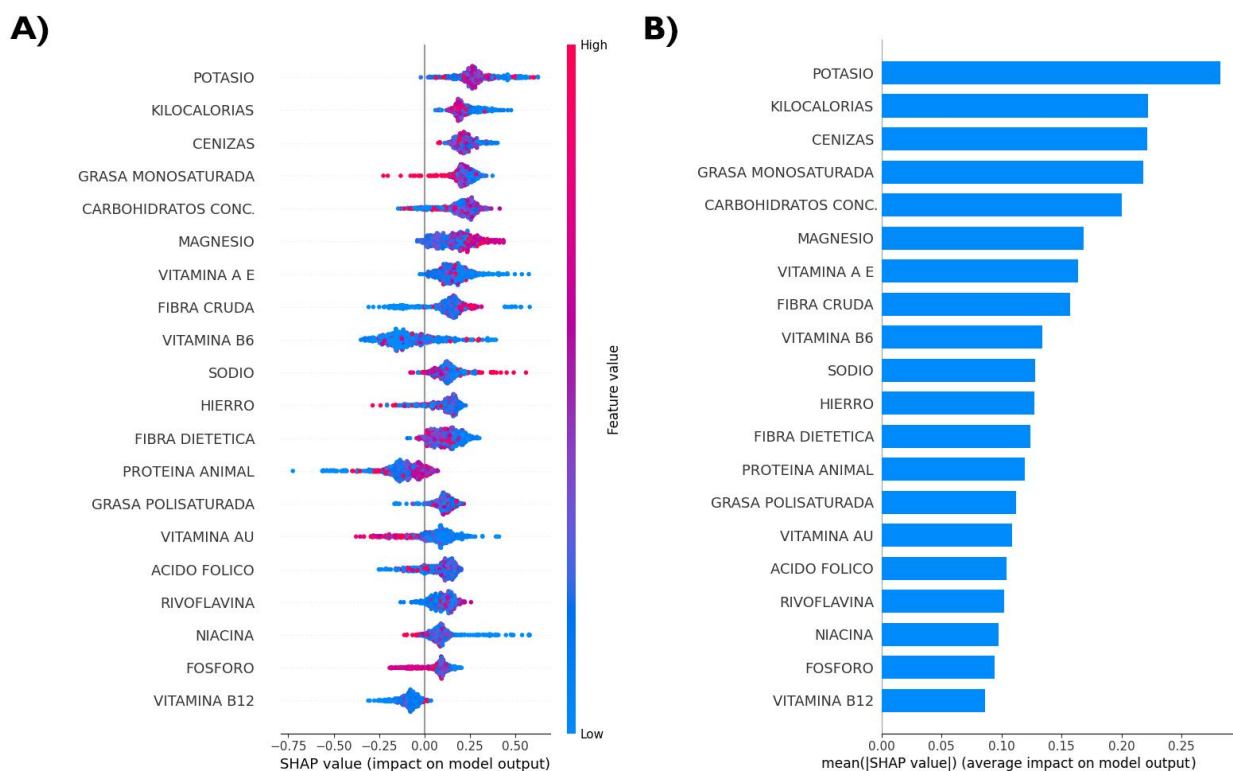 A)
High
POTASIO
KILOCALORIAS
CENIZAS
GRASA MONOSATURADA
CARBOHIDRATOS CONC.
MAGNESIO
VITAMINA A E
FIBRA CRUDA
VITAMINA B6
SODIO
HIERRO
FIBRA DIETETICA
PROTEINA ANIMAL
GRASA POLISATURADA
VITAMINA AU
ACIDO FOLICO
RIVOFLAVINA
NIACINA
FOSFORO
VITAMINA B12
Feature value
Low
−0.75 −0.50 −0.25 0.00 0.25 0.50
SHAP value (impact on model output)
B)
POTASIO
KILOCALORIAS
CENIZAS
GRASA MONOSATURADA
CARBOHIDRATOS CONC.
MAGNESIO
VITAMINA A E
FIBRA CRUDA
VITAMINA B6
SODIO
HIERRO
FIBRA DIETETICA
PROTEINA ANIMAL
GRASA POLISATURADA
VITAMINA AU
ACIDO FOLICO
RIVOFLAVINA
NIACINA
FOSFORO
VITAMINA B12
0.00 0.05 0.10 0.15 0.20 0.25
mean(|SHAP value|) (average impact on model output)